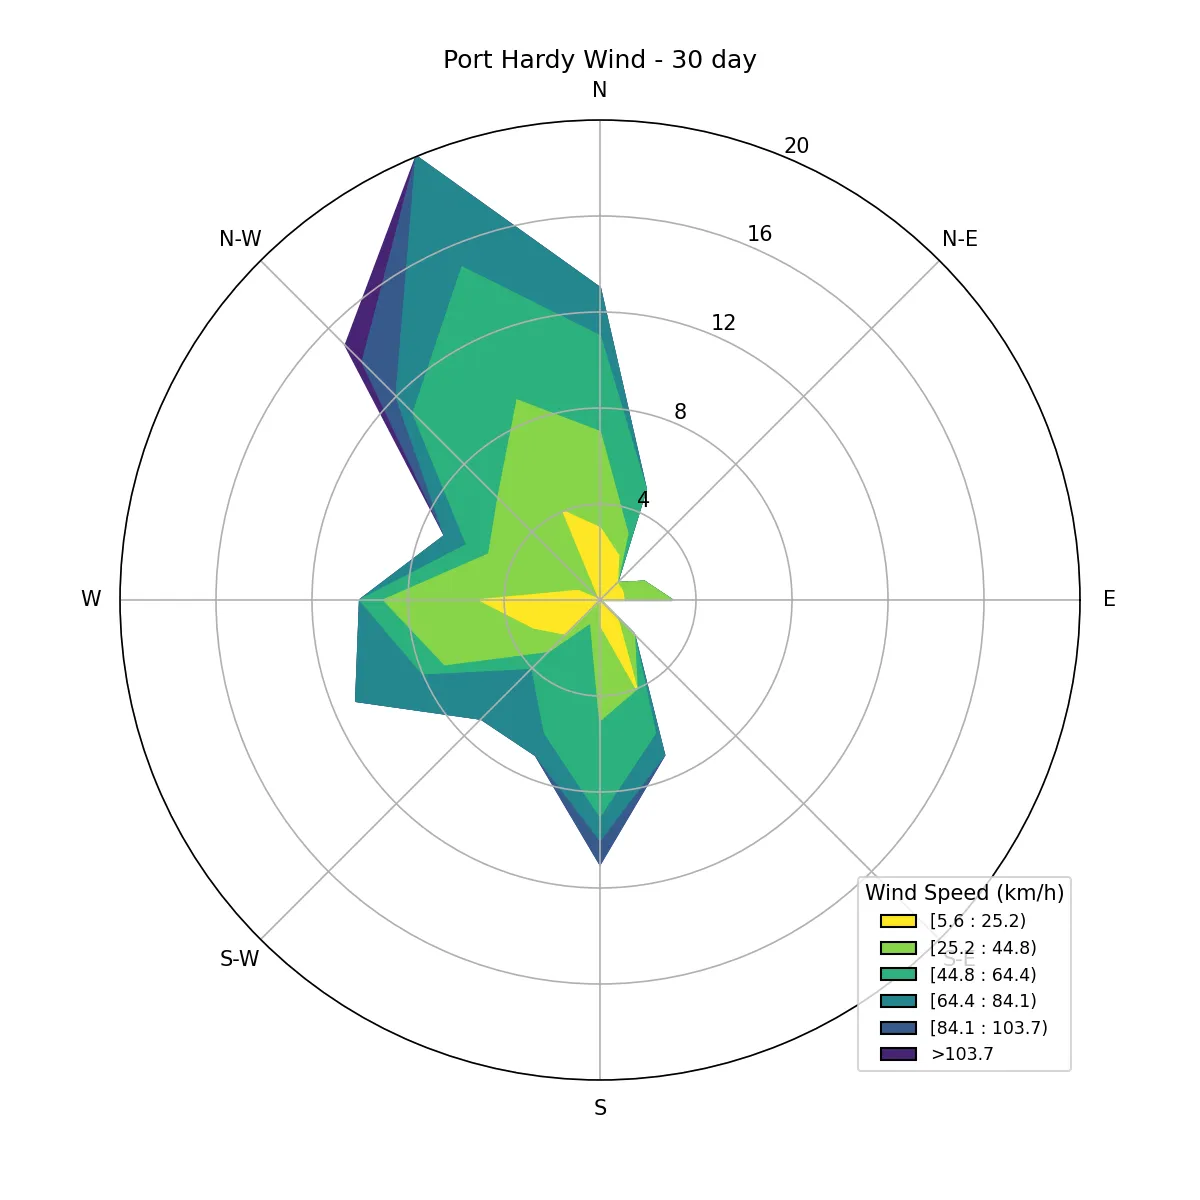 Port Hardy Wind - 30 day
N
20
N-W
16
N-E
12
8
4
W
E
S-W
S-E
S
Wind Speed (km/h)
[5.6 : 25.2)
[25.2 : 44.8)
[44.8 : 64.4)
[64.4 : 84.1)
[84.1 : 103.7)
>103.7